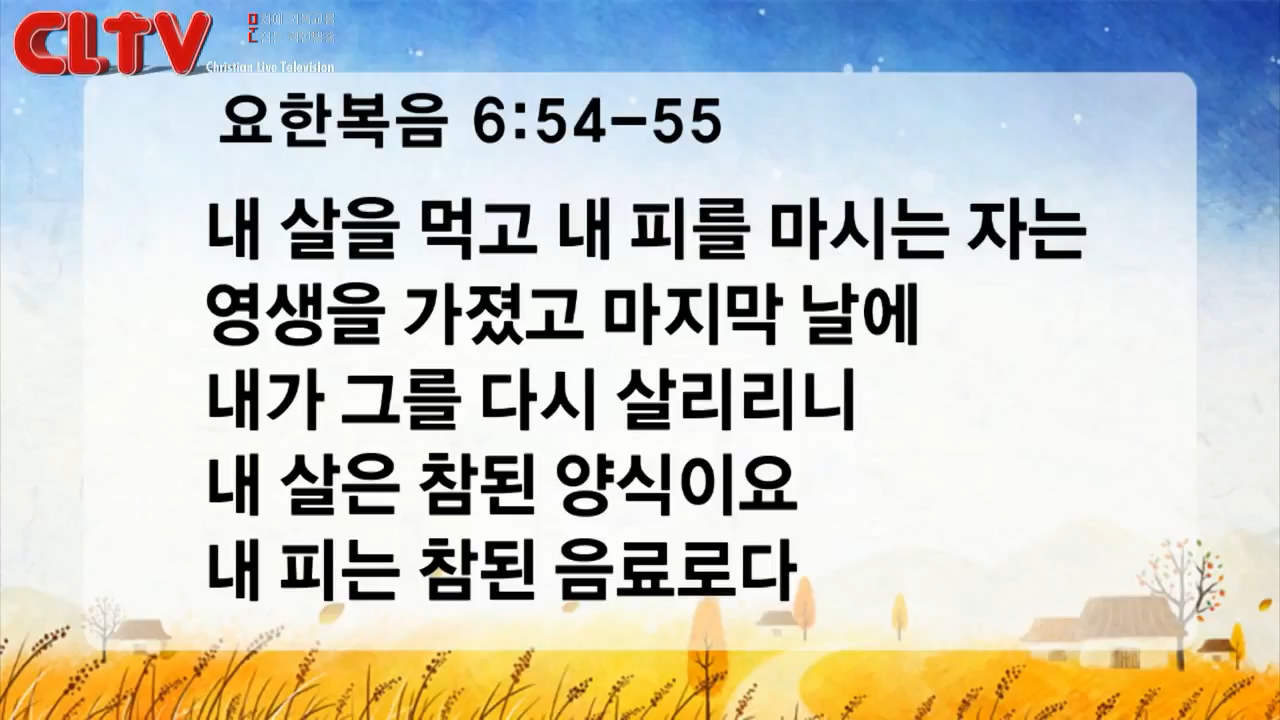 CLTV
Christian Live Television
요한복음 6:54-55
내 살을 먹고 내 피를 마시는 자는
영생을 가졌고 마지막 날에
내가 그를 다시 살리리니
내 살은 참된 양식이요
내 피는 참된 음료로다